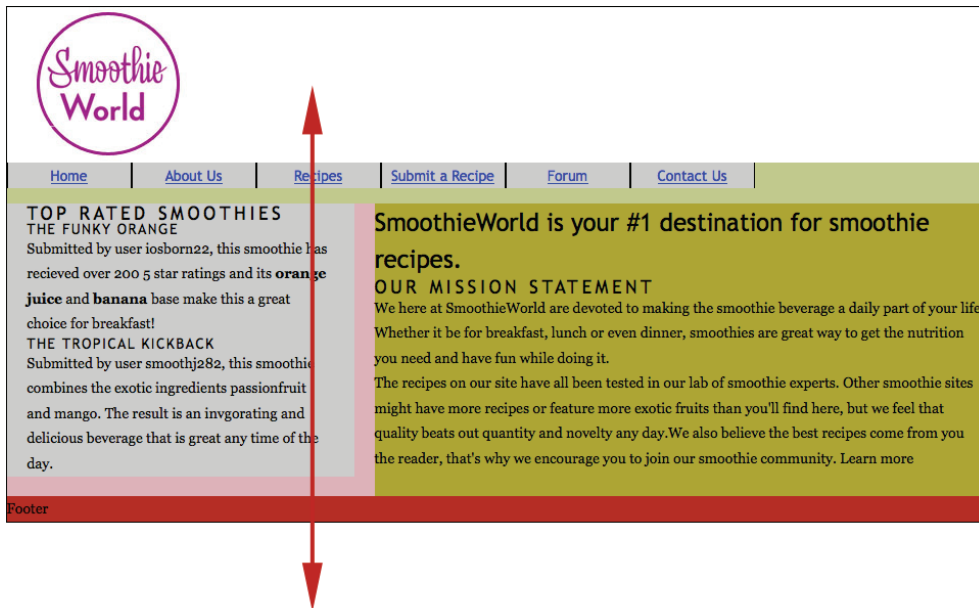 Smoothie
World
Home About Us Recipes Submit a Recipe Forum Contact Us
TOP RATED SMOOTHIES
THE FUNKY ORANGE
Submitted by user iosborn22, this smoothie has
recieved over 200 5 star ratings and its orange
juice and banana base make this a great
choice for breakfast!
THE TROPICAL KICKBACK
Submitted by user smoothj282, this smoothie
combines the exotic ingredients passionfruit
and mango. The result is an invgorating and
delicious beverage that is great any time of the
day.
SmoothieWorld is your #1 destination for smoothie
recipes.
OUR MISSION STATEMENT
We here at SmoothieWorld are devoted to making the smoothie beverage a daily part of your life
Whether it be for breakfast, lunch or even dinner, smoothies are great way to get the nutrition
you need and have fun while doing it.
The recipes on our site have all been tested in our lab of smoothie experts. Other smoothie sites
might have more recipes or feature more exotic fruits than you'll find here, but we feel that
quality beats out quantity and novelty any day.We also believe the best recipes come from you
the reader, that's why we encourage you to join our smoothie community. Learn more
Footer